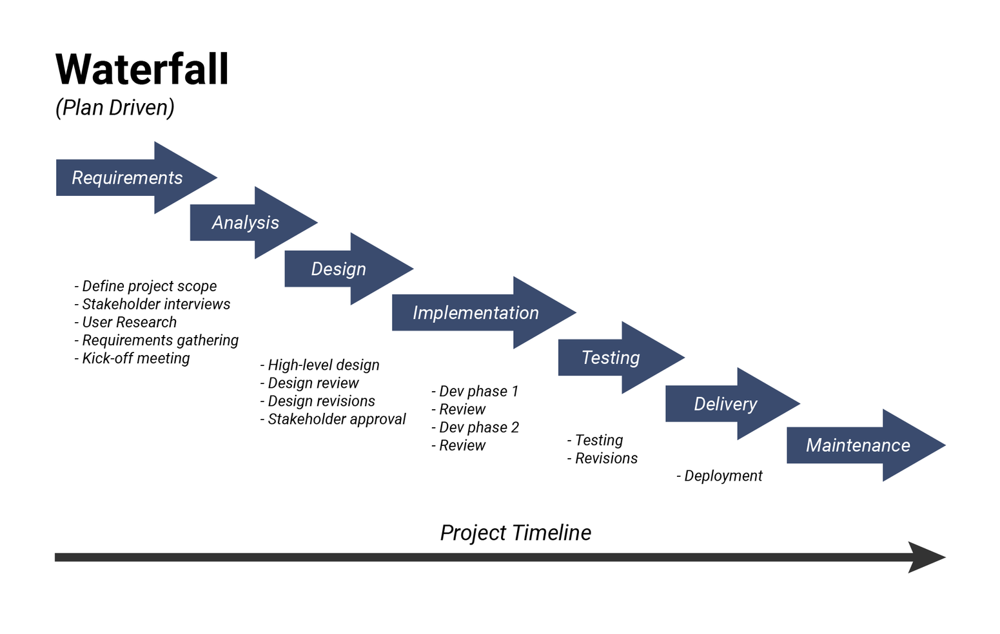 Waterfall
(Plan Driven)
Requirements
Analysis
Design
Implementation
Testing
Delivery
Maintenance
- Define project scope
- Stakeholder interviews
- User Research
- Requirements gathering
- Kick-off meeting
- High-level design
- Design review
- Design revisions
- Stakeholder approval
- Dev phase 1
- Review
- Dev phase 2
- Review
- Testing
- Revisions
- Deployment
Project Timeline